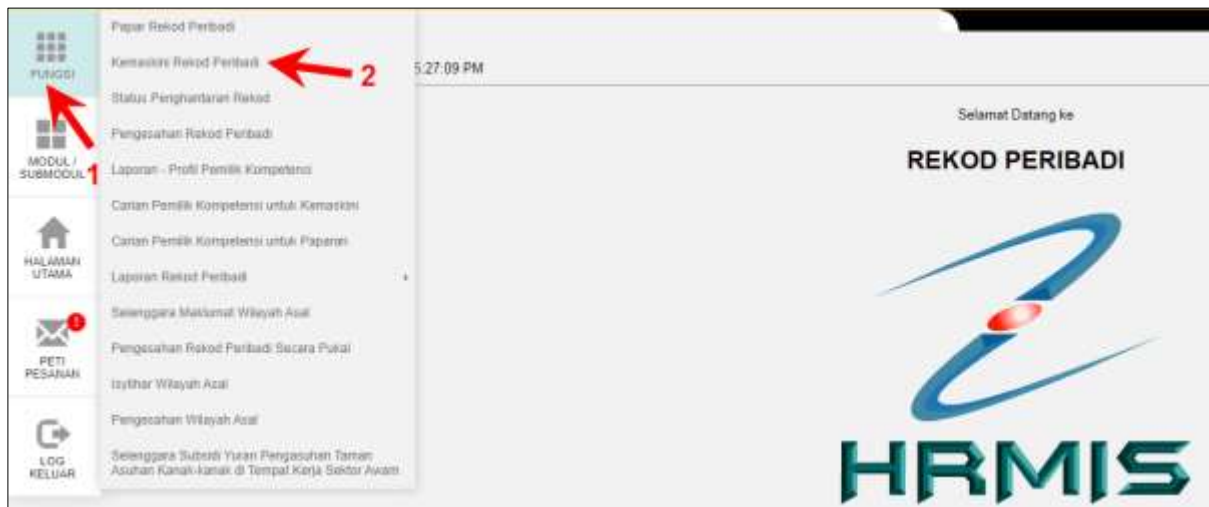 FUNGSI
1
MODUL /
SUBMODUL
HALAMAN
UTAMA
!
PETI
PESANAN
LOG
KELUAR
Papar Rekod Peribadi
Kemaskini Rekod Peribadi
2
Status Penghantaran Rekod
Pengesahan Rekod Peribadi
Laporan - Profil Pemilik Kompetensi
Carian Pemilik Kompetensi untuk Kemaskini
Carian Pemilik Kompetensi untuk Paparan
Laporan Rekod Peribadi
Selenggara Maklumat Wilayah Asal
Pengesahan Rekod Peribadi Secara Pukal
Isytihar Wilayah Asal
Pengesahan Wilayah Asal
Selenggara Subsidi Yuran Pengasuhan Taman
Asuhan Kanak-kanak di Tempat Kerja Sektor Awam
5:27:09 PM
Selamat Datang ke
REKOD PERIBADI
HRMIS